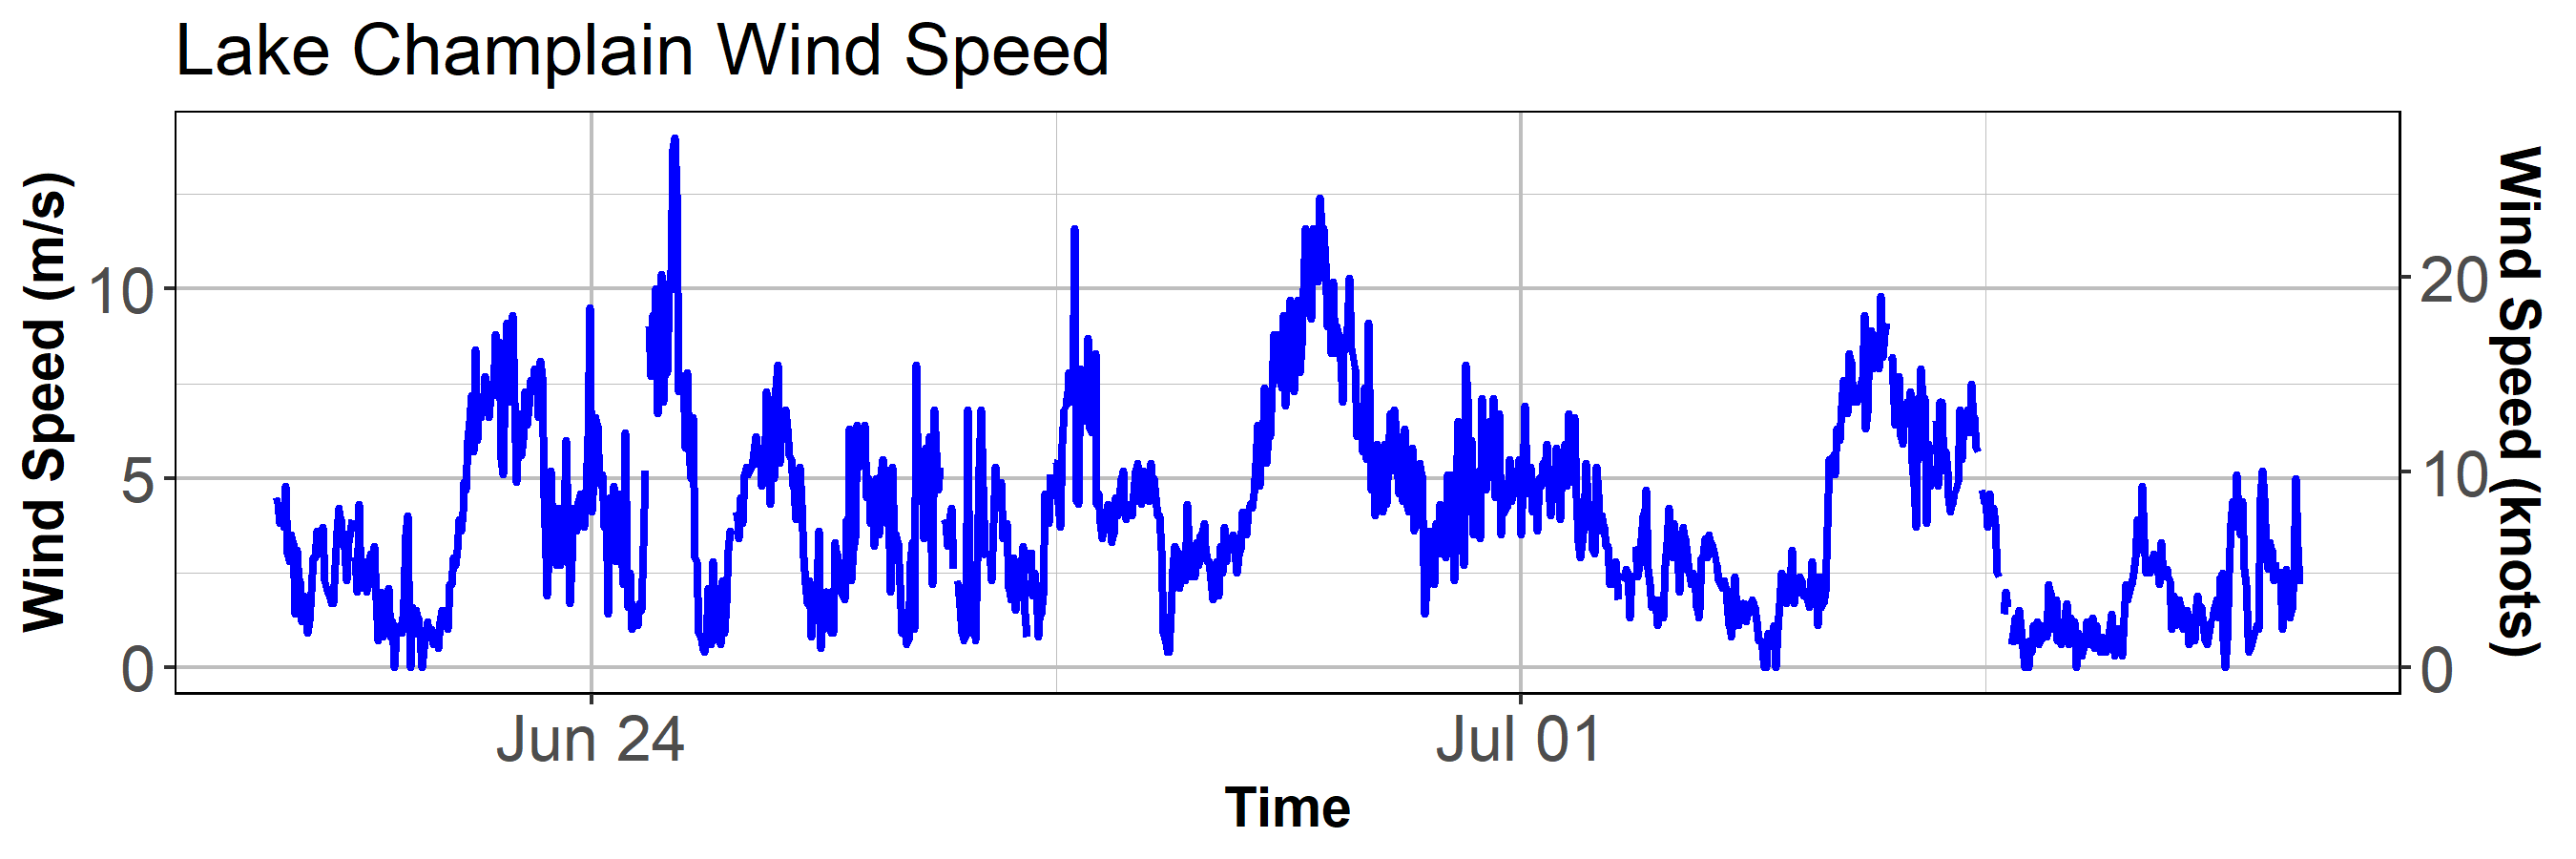 Lake Champlain Wind Speed
Wind Speed (m/s)
10
5
0
20
10
0
Wind Speed (knots)
Jun 24
Jul 01
Time